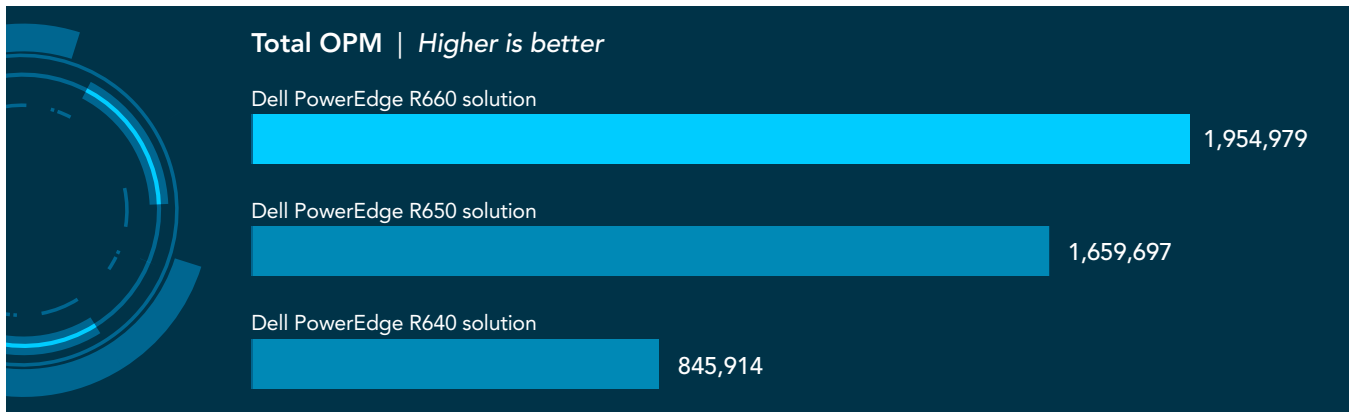 Total OPM | Higher is better
Dell PowerEdge R660 solution
1,954,979
Dell PowerEdge R650 solution
1,659,697
Dell PowerEdge R640 solution
845,914